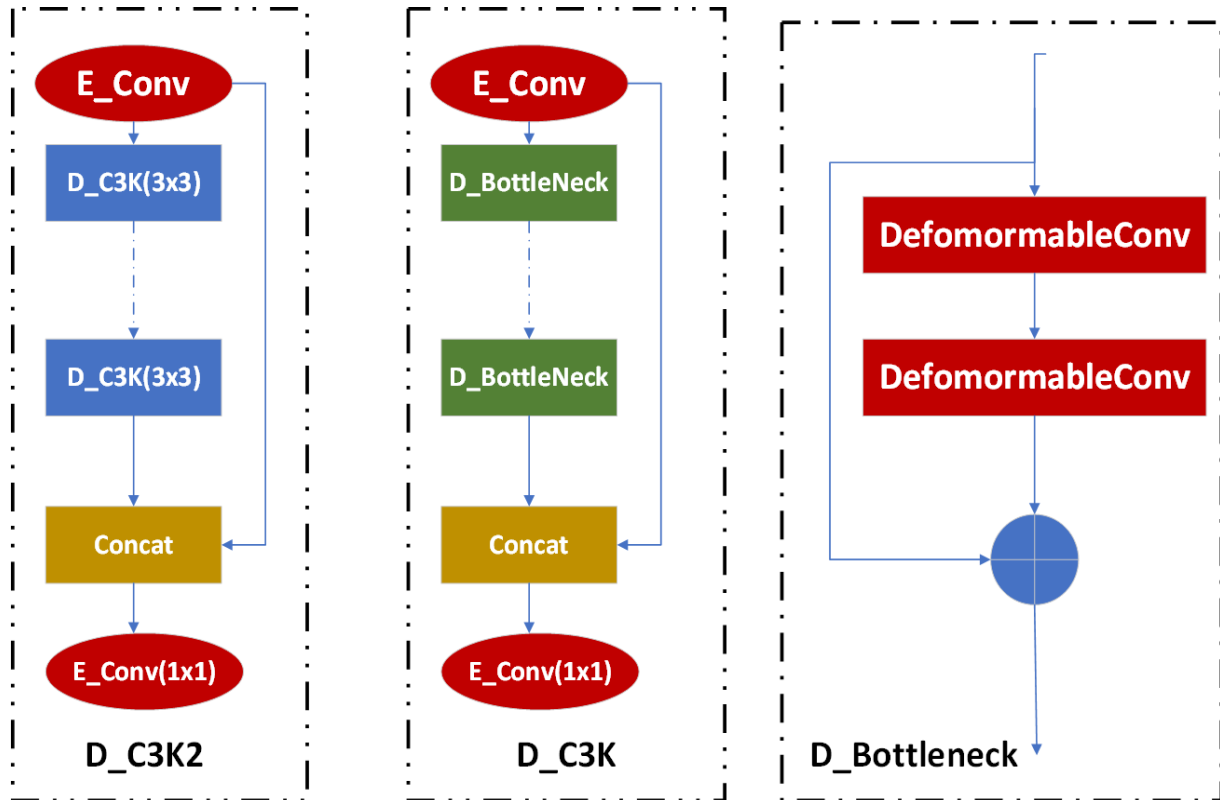 E_Conv
D_C3K(3x3)
D_C3K(3x3)
Concat
E_Conv(1x1)
D_C3K2
E_Conv
D_BottleNeck
D_BottleNeck
Concat
E_Conv(1x1)
D_C3K
DefomormableConv
DefomormableConv
D_Bottleneck